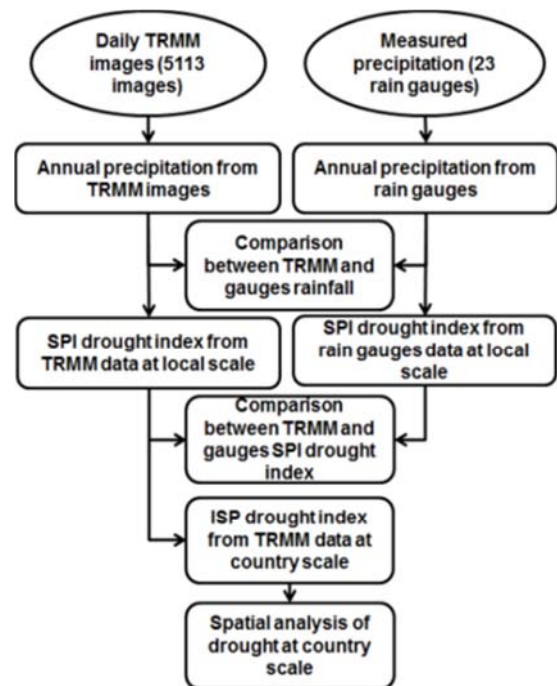 Daily TRMM
images (5113
images)
Measured
precipitation (23
rain gauges)
Annual precipitation from
TRMM images
Annual precipitation from
rain gauges
Comparison
between TRMM and
gauges rainfall
SPI drought index from
TRMM data at local scale
SPI drought index from
rain gauges data at local
scale
Comparison
between TRMM and
gauges SPI drought
index
ISP drought index
from TRMM data at
country scale
Spatial analysis of
drought at country
scale